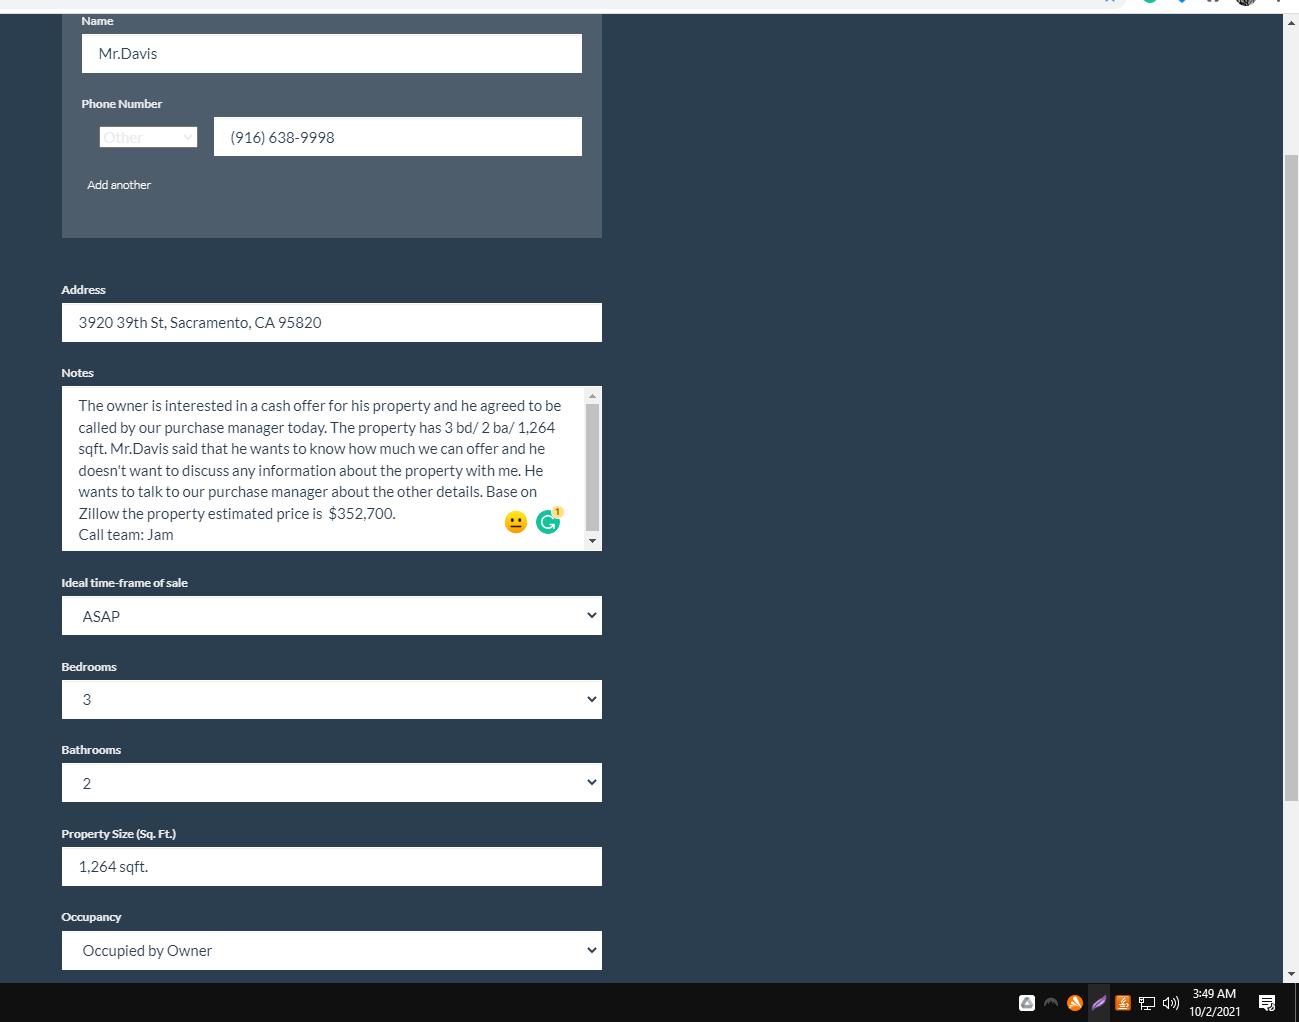 Name
Mr.Davis
Phone Number
Other
(916) 638-9998
Add another
Address
3920 39th St, Sacramento, CA 95820
Notes
The owner is interested in a cash offer for his property and he agreed to be
called by our purchase manager today. The property has 3 bd/ 2 ba/ 1,264
sqft. Mr.Davis said that he wants to know how much we can offer and he
doesn't want to discuss any information about the property with me. He
wants to talk to our purchase manager about the other details. Base on
Zillow the property estimated price is  $352,700.
1
Call team: Jam
Ideal time-frame of sale
ASAP
Bedrooms
3
Bathrooms
2
Property Size (Sq. Ft.)
1,264 sqft.
Occupancy
Occupied by Owner
3:49 AM
10/2/2021